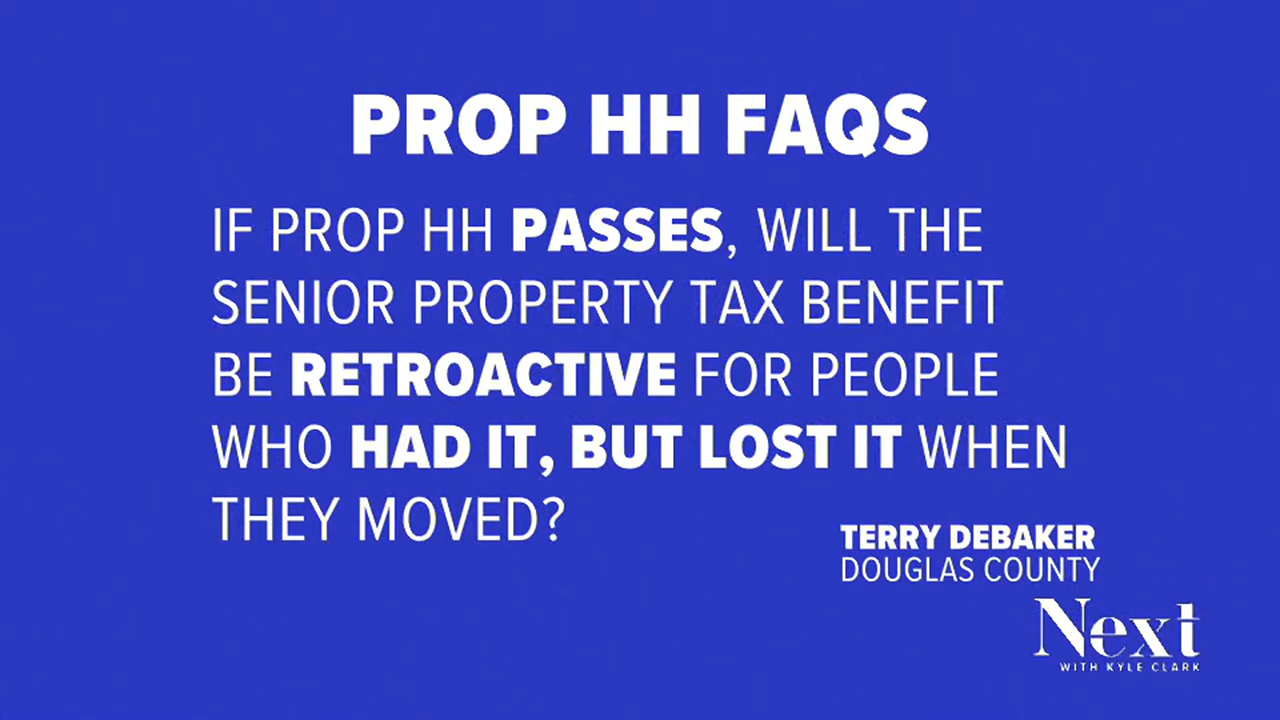 PROP HH FAQS
IF PROP HH PASSES, WILL THE
SENIOR PROPERTY TAX BENEFIT
BE RETROACTIVE FOR PEOPLE
WHO HAD IT, BUT LOST IT WHEN
THEY MOVED?
TERRY DEBAKER
DOUGLAS COUNTY
Next
WITH KYLE CLARK